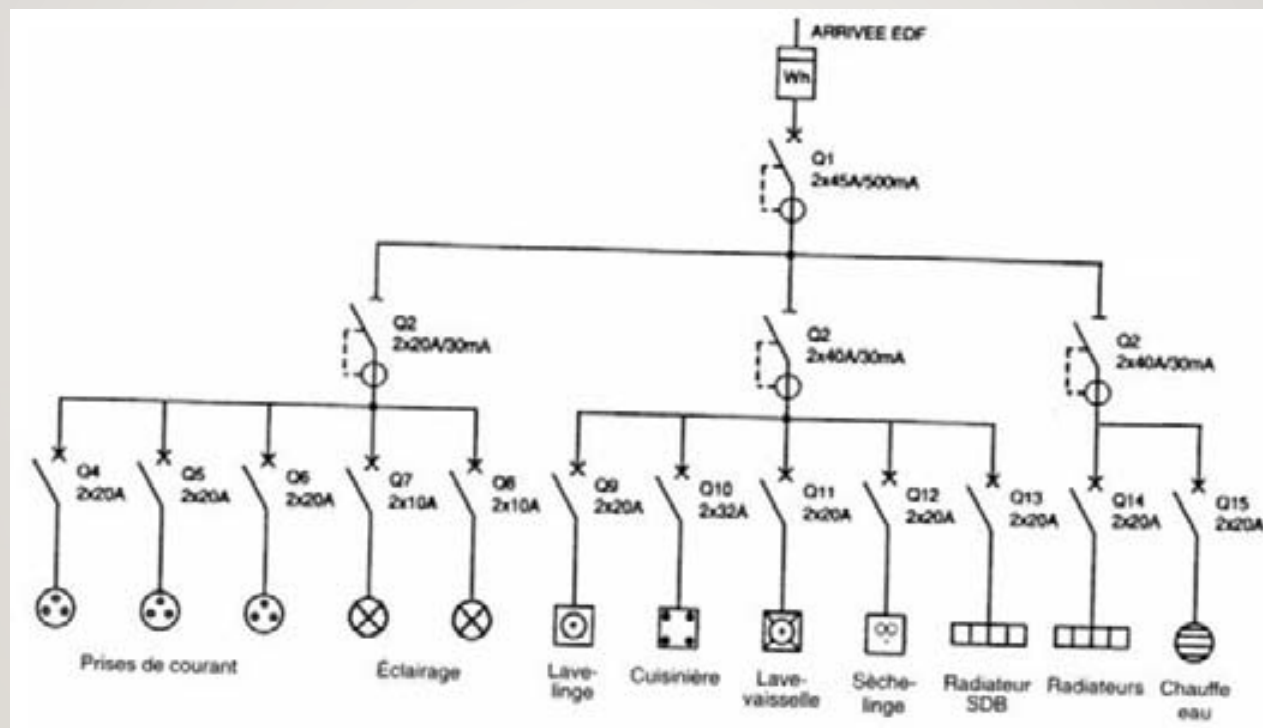 ARRIVEE EDF
Wh
Q1
2x45A/500mA
Q2
2x20A/30mA
Q2
2x40A/30mA
Q2
2x40A/30mA
Q4
2x20A
Q5
2x20A
Q6
2x20A
Q7
2x10A
Q8
2x10A
Q9
2x20A
Q10
2x32A
Q11
2x20A
Q12
2x20A
Q13
2x20A
Q14
2x20A
Q15
2x20A
Prises de courant
Éclairage
Lave-
linge
Cuisinière
Lave-
vaisselle
Sèche-
linge
Radiateur
SDB
Radiateurs
Chauffe
eau